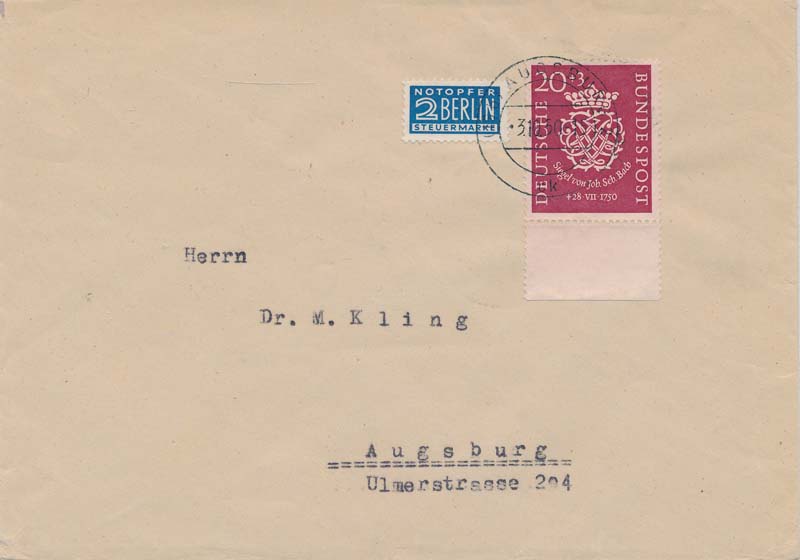 NOTOPFER
2 BERLIN
STEUERMARKE
AUGSBURG
k
20
DEUTSCHE
BUNDESPOST
Siegel von Joh. Seb. Bach
+28·VII·1750
Herrn
Dr. M. Kling
Augsburg
Ulmerstrasse 204